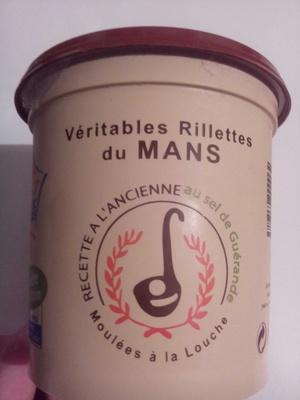 Véritables Rillettes
du MANS
RECETTE A L'ANCIENNE au sel de Guérande
Moulées à la Louche